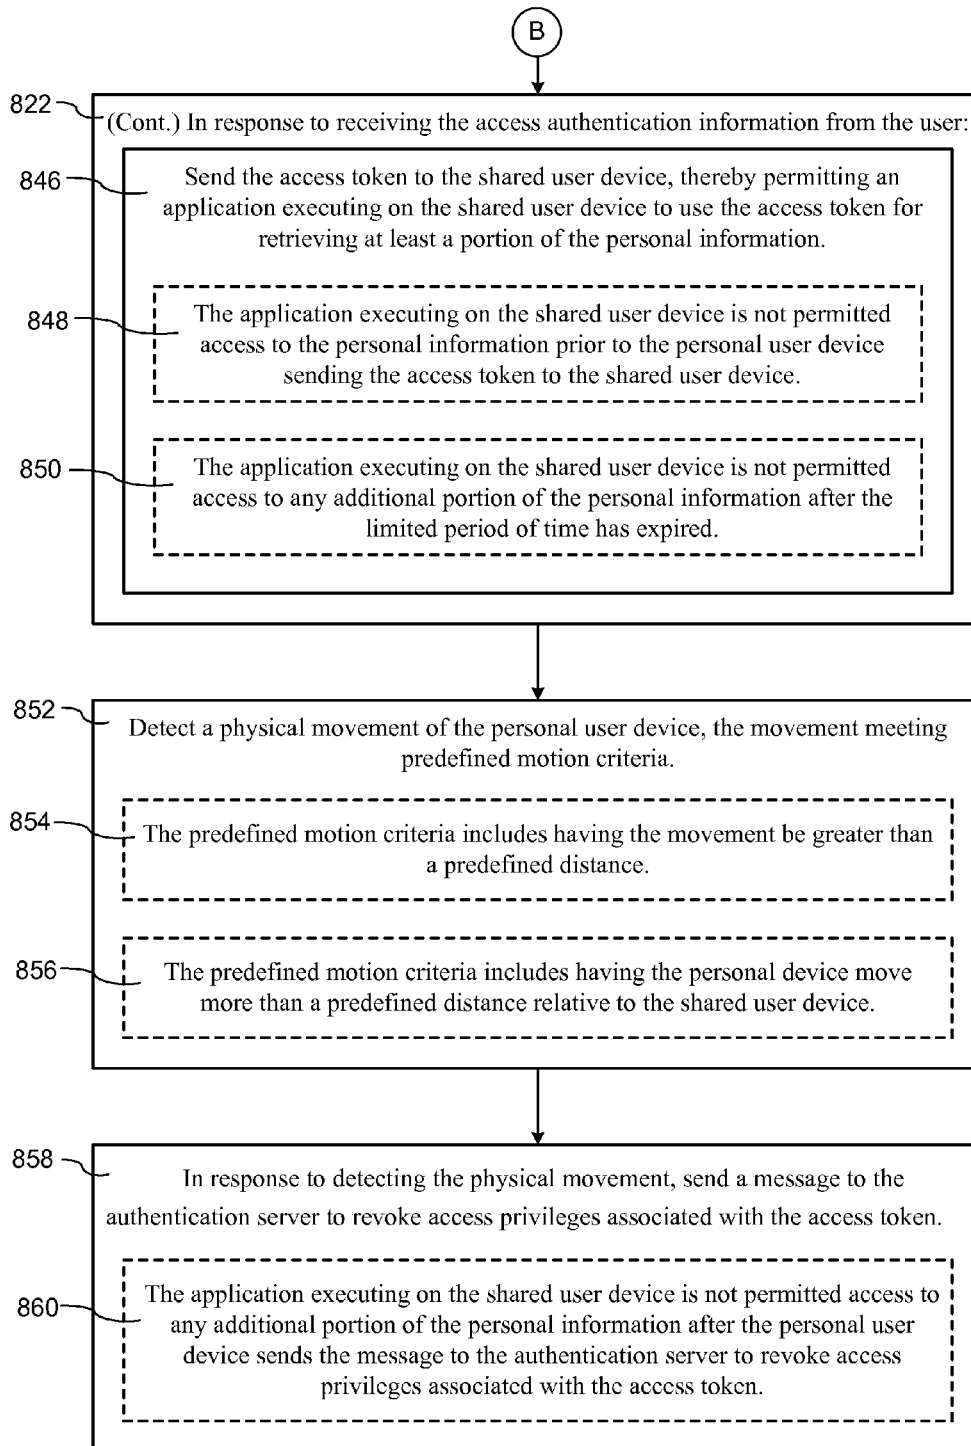 B
822
(Cont.) In response to receiving the access authentication information from the user:
846
Send the access token to the shared user device, thereby permitting an
application executing on the shared user device to use the access token for
retrieving at least a portion of the personal information.
848
The application executing on the shared user device is not permitted
access to the personal information prior to the personal user device
sending the access token to the shared user device.
850
The application executing on the shared user device is not permitted
access to any additional portion of the personal information after the
limited period of time has expired.
852
Detect a physical movement of the personal user device, the movement meeting
predefined motion criteria.
854
The predefined motion criteria includes having the movement be greater than
a predefined distance.
856
The predefined motion criteria includes having the personal device move
more than a predefined distance relative to the shared user device.
858
In response to detecting the physical movement, send a message to the
authentication server to revoke access privileges associated with the access token.
860
The application executing on the shared user device is not permitted access to
any additional portion of the personal information after the personal user
device sends the message to the authentication server to revoke access
privileges associated with the access token.